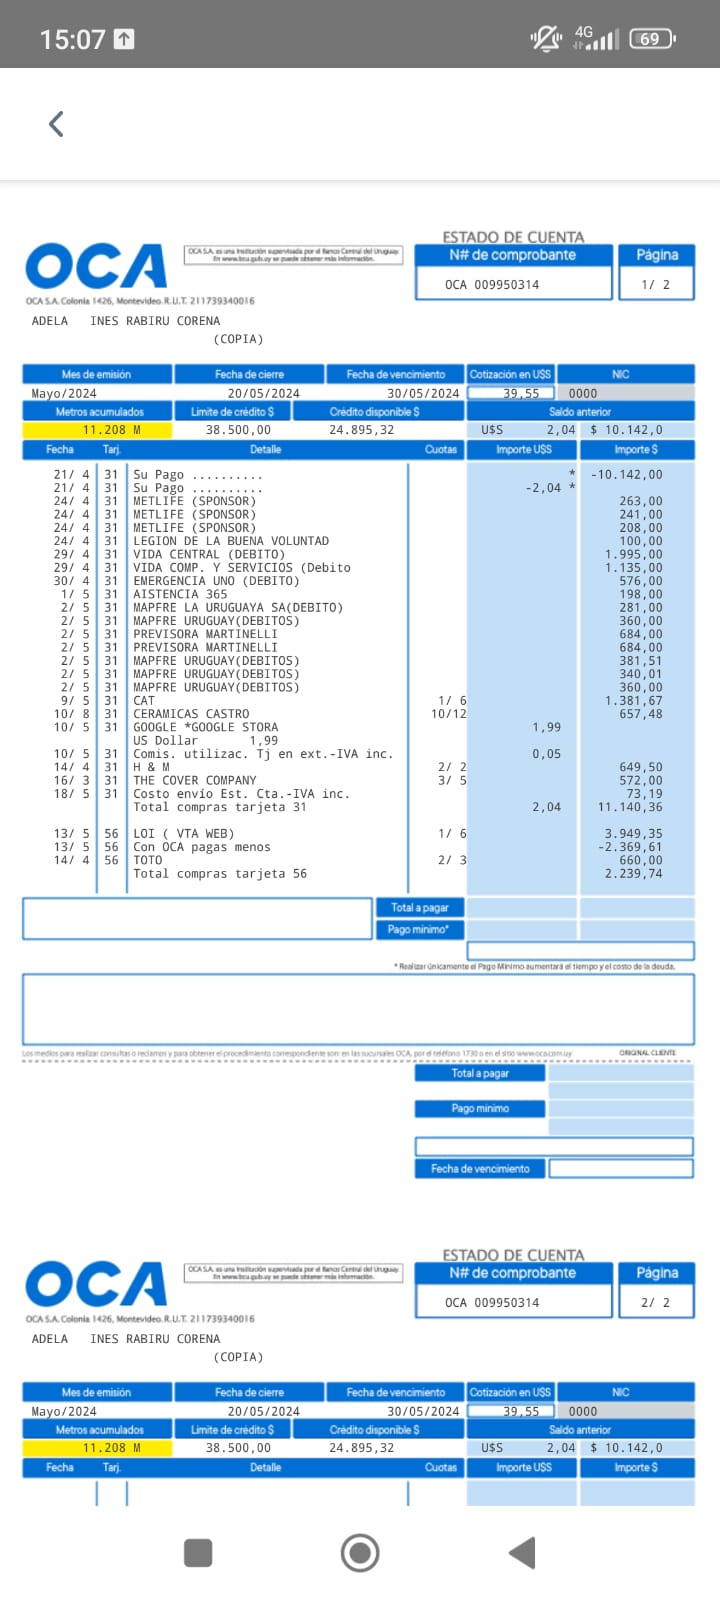 15:07
4G
69
ESTADO DE CUENTA
OCA
OCA S.A. es una Institución supervisada por el Banco Central del Uruguay.
En www.bcu.gub.uy se puede obtener más información.
N# de comprobante Página
OCA 009950314 1/ 2
OCA S.A. Colonia 1426, Montevideo. R.U.T. 211739340016
ADELA INES RABIRU CORENA
(COPIA)
Mes de emisión Fecha de cierre Fecha de vencimiento Cotización en U$S NIC
Mayo/2024 20/05/2024 30/05/2024 39,55 0000
Metros acumulados Limite de crédito $ Crédito disponible $ Saldo anterior
11.208 M 38.500,00 24.895,32 U$S 2,04 $ 10.142,0
Fecha Tarj. Detalle Cuotas Importe U$S Importe $
21/ 4 31 Su Pago .......... * -10.142,00
21/ 4 31 Su Pago .......... -2,04 *
24/ 4 31 METLIFE (SPONSOR) 263,00
24/ 4 31 METLIFE (SPONSOR) 241,00
24/ 4 31 METLIFE (SPONSOR) 208,00
24/ 4 31 LEGION DE LA BUENA VOLUNTAD 100,00
29/ 4 31 VIDA CENTRAL (DEBITO) 1.995,00
29/ 4 31 VIDA COMP. Y SERVICIOS (Debito 1.135,00
30/ 4 31 EMERGENCIA UNO (DEBITO) 576,00
1/ 5 31 AISTENCIA 365 198,00
2/ 5 31 MAPFRE LA URUGUAYA SA(DEBITO) 281,00
2/ 5 31 MAPFRE URUGUAY(DEBITOS) 360,00
2/ 5 31 PREVISORA MARTINELLI 684,00
2/ 5 31 PREVISORA MARTINELLI 684,00
2/ 5 31 MAPFRE URUGUAY(DEBITOS) 381,51
2/ 5 31 MAPFRE URUGUAY(DEBITOS) 340,01
2/ 5 31 MAPFRE URUGUAY(DEBITOS) 360,00
9/ 5 31 CAT 1/ 6 1.381,67
10/ 8 31 CERAMICAS CASTRO 10/12 657,48
10/ 5 31 GOOGLE *GOOGLE STORA 1,99
US Dollar 1,99
10/ 5 31 Comis. utilizac. Tj en ext.-IVA inc. 0,05
14/ 4 31 H & M 2/ 2 649,50
16/ 3 31 THE COVER COMPANY 3/ 5 572,00
18/ 5 31 Costo envío Est. Cta.-IVA inc. 73,19
Total compras tarjeta 31 2,04 11.140,36
13/ 5 56 LOI ( VTA WEB) 1/ 6 3.949,35
13/ 5 56 Con OCA pagas menos -2.369,61
14/ 4 56 TOTO 2/ 3 660,00
Total compras tarjeta 56 2.239,74
Total a pagar
Pago minimo*
* Realizar únicamente el Pago Mínimo aumentará el tiempo y el costo de la deuda.
Los medios para realizar consultas o reclamos y para obtener el procedimiento correspondiente son: en las sucursales OCA, por el teléfono 1730 o en el sitio www.oca.com.uy ORIGINAL CLIENTE
Total a pagar
Pago minimo
Fecha de vencimiento
ESTADO DE CUENTA
OCA
OCA S.A. es una Institución supervisada por el Banco Central del Uruguay.
En www.bcu.gub.uy se puede obtener más información.
N# de comprobante Página
OCA 009950314 2/ 2
OCA S.A. Colonia 1426, Montevideo. R.U.T. 211739340016
ADELA INES RABIRU CORENA
(COPIA)
Mes de emisión Fecha de cierre Fecha de vencimiento Cotización en U$S NIC
Mayo/2024 20/05/2024 30/05/2024 39,55 0000
Metros acumulados Limite de crédito $ Crédito disponible $ Saldo anterior
11.208 M 38.500,00 24.895,32 U$S 2,04 $ 10.142,0
Fecha Tarj. Detalle Cuotas Importe U$S Importe $